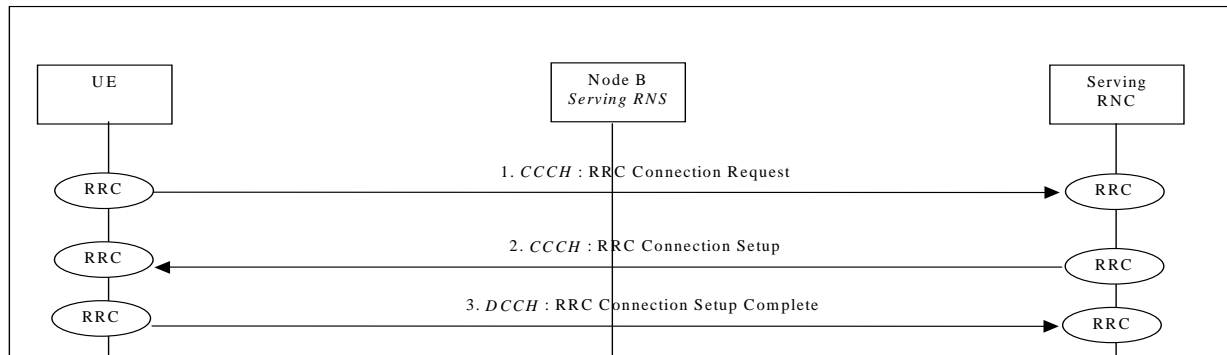 UE
Node B
Serving RNS
Serving
RNC
1. CCCH : RRC Connection Request
RRC
RRC
2. CCCH : RRC Connection Setup
RRC
RRC
3. DCCH : RRC Connection Setup Complete
RRC
RRC